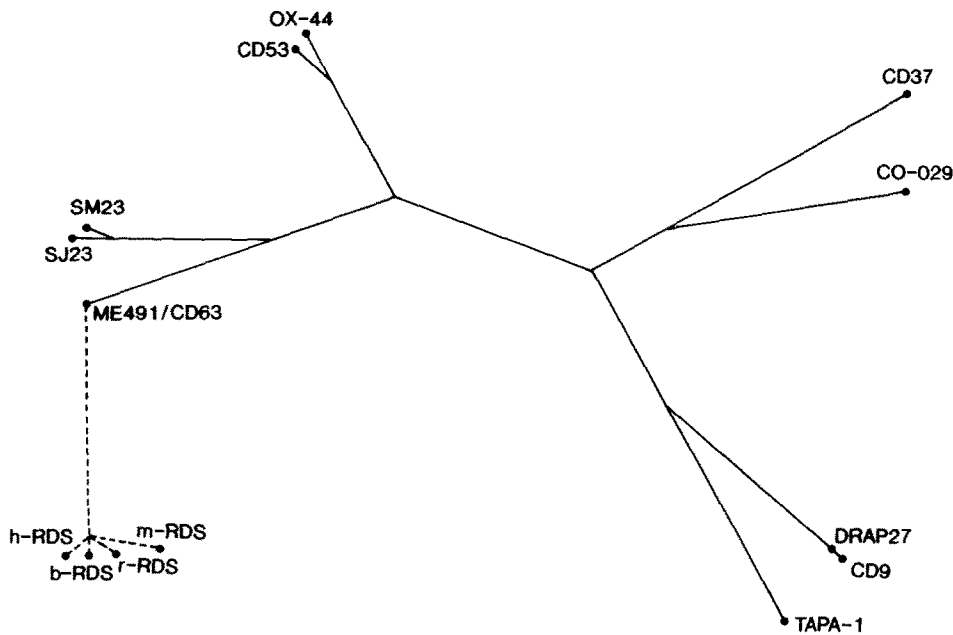 OX-44
CD53
CD37
CO-029
SM23
SJ23
ME491/CD63
h-RDS
m-RDS
b-RDS
r-RDS
DRAP27
CD9
TAPA-1